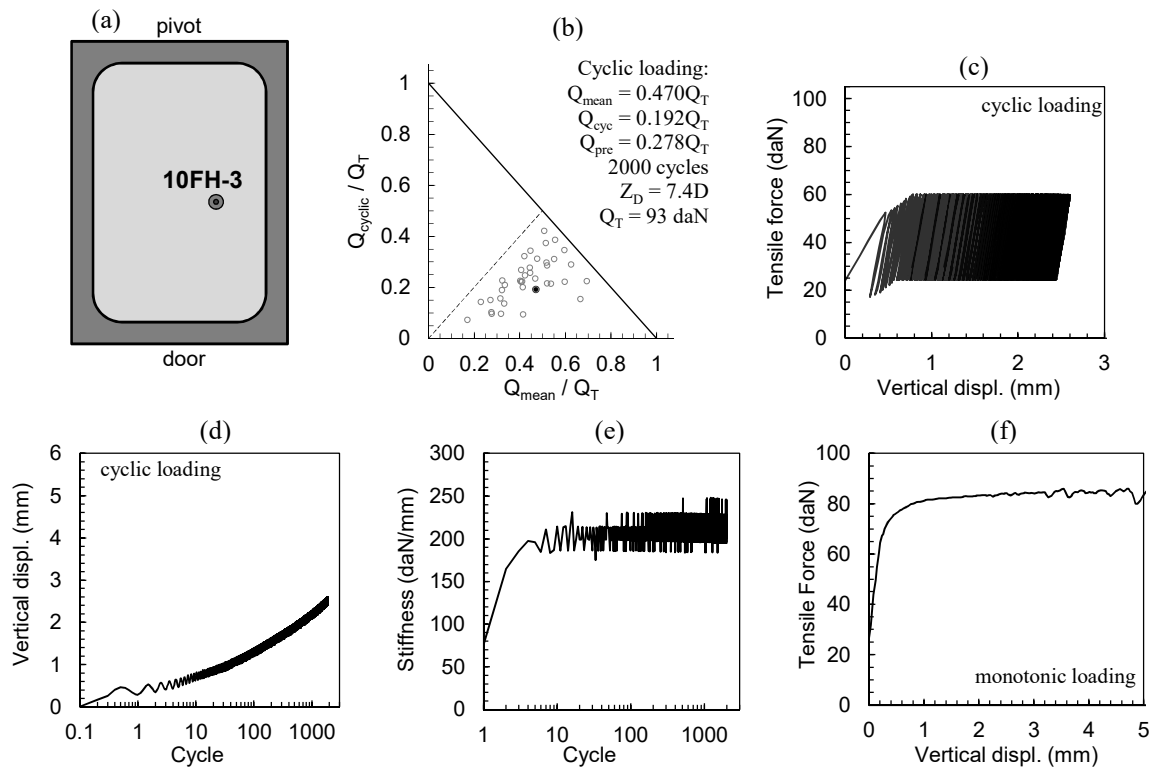 (a)
pivot
10FH-3
door
(b)
Cyclic loading:
Q_mean = 0.470Q_T
Q_cyc = 0.192Q_T
Q_pre = 0.278Q_T
2000 cycles
Z_D = 7.4D
Q_T = 93 daN
Q_cyclic / Q_T
1
0.8
0.6
0.4
0.2
0
0 0.2 0.4 0.6 0.8 1
Q_mean / Q_T
(c)
cyclic loading
Tensile force (daN)
100
80
60
40
20
0
0 1 2 3
Vertical displ. (mm)
(d)
cyclic loading
Vertical displ. (mm)
6
5
4
3
2
1
0
0.1 1 10 100 1000
Cycle
(e)
Stiffness (daN/mm)
300
250
200
150
100
50
0
1 10 100 1000
Cycle
(f)
Tensile Force (daN)
100
80
60
40
20
0
monotonic loading
0 1 2 3 4 5
Vertical displ. (mm)